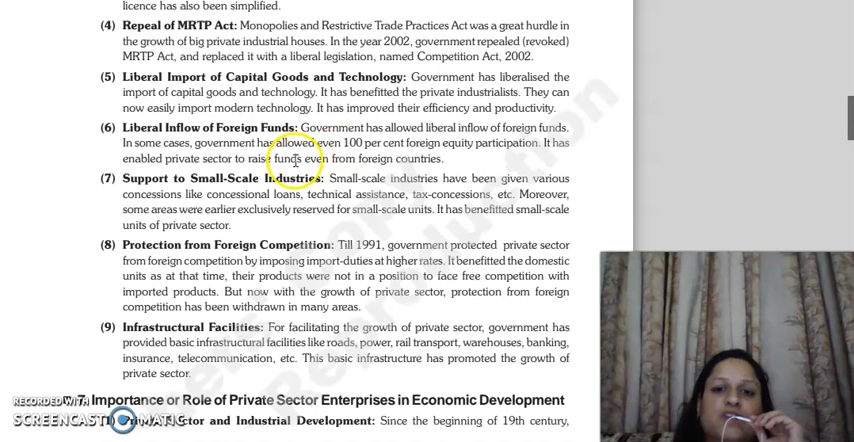 licence has also been simplified.
(4) Repeal of MRTP Act: Monopolies and Restrictive Trade Practices Act was a great hurdle in
the growth of big private industrial houses. In the year 2002, government repealed (revoked)
MRTP Act, and replaced it with a liberal legislation, named Competition Act, 2002.
(5) Liberal Import of Capital Goods and Technology: Government has liberalised the
import of capital goods and technology. It has benefitted the private industrialists. They can
now easily import modern technology. It has improved their efficiency and productivity.
(6) Liberal Inflow of Foreign Funds: Government has allowed liberal inflow of foreign funds.
In some cases, government has allowed even 100 per cent foreign equity participation. It has
enabled private sector to raise funds even from foreign countries.
(7) Support to Small-Scale Industries: Small-scale industries have been given various
concessions like concessional loans, technical assistance, tax-concessions, etc. Moreover,
some areas were earlier exclusively reserved for small-scale units. It has benefitted small-scale
units of private sector.
(8) Protection from Foreign Competition: Till 1991, government protected private sector
from foreign competition by imposing import-duties at higher rates. It benefitted the domestic
units as at that time, their products were not in a position to face free competition with
imported products. But now with the growth of private sector, protection from foreign
competition has been withdrawn in many areas.
(9) Infrastructural Facilities: For facilitating the growth of private sector, government has
provided basic infrastructural facilities like roads, power, rail transport, warehouses, banking,
insurance, telecommunication, etc. This basic infrastructure has promoted the growth of
private sector.
7. Importance or Role of Private Sector Enterprises in Economic Development
Sector and Industrial Development: Since the beginning of 19th century,
RECORDED WITH
SCREENCAST MATIC
Copy
Reproduction